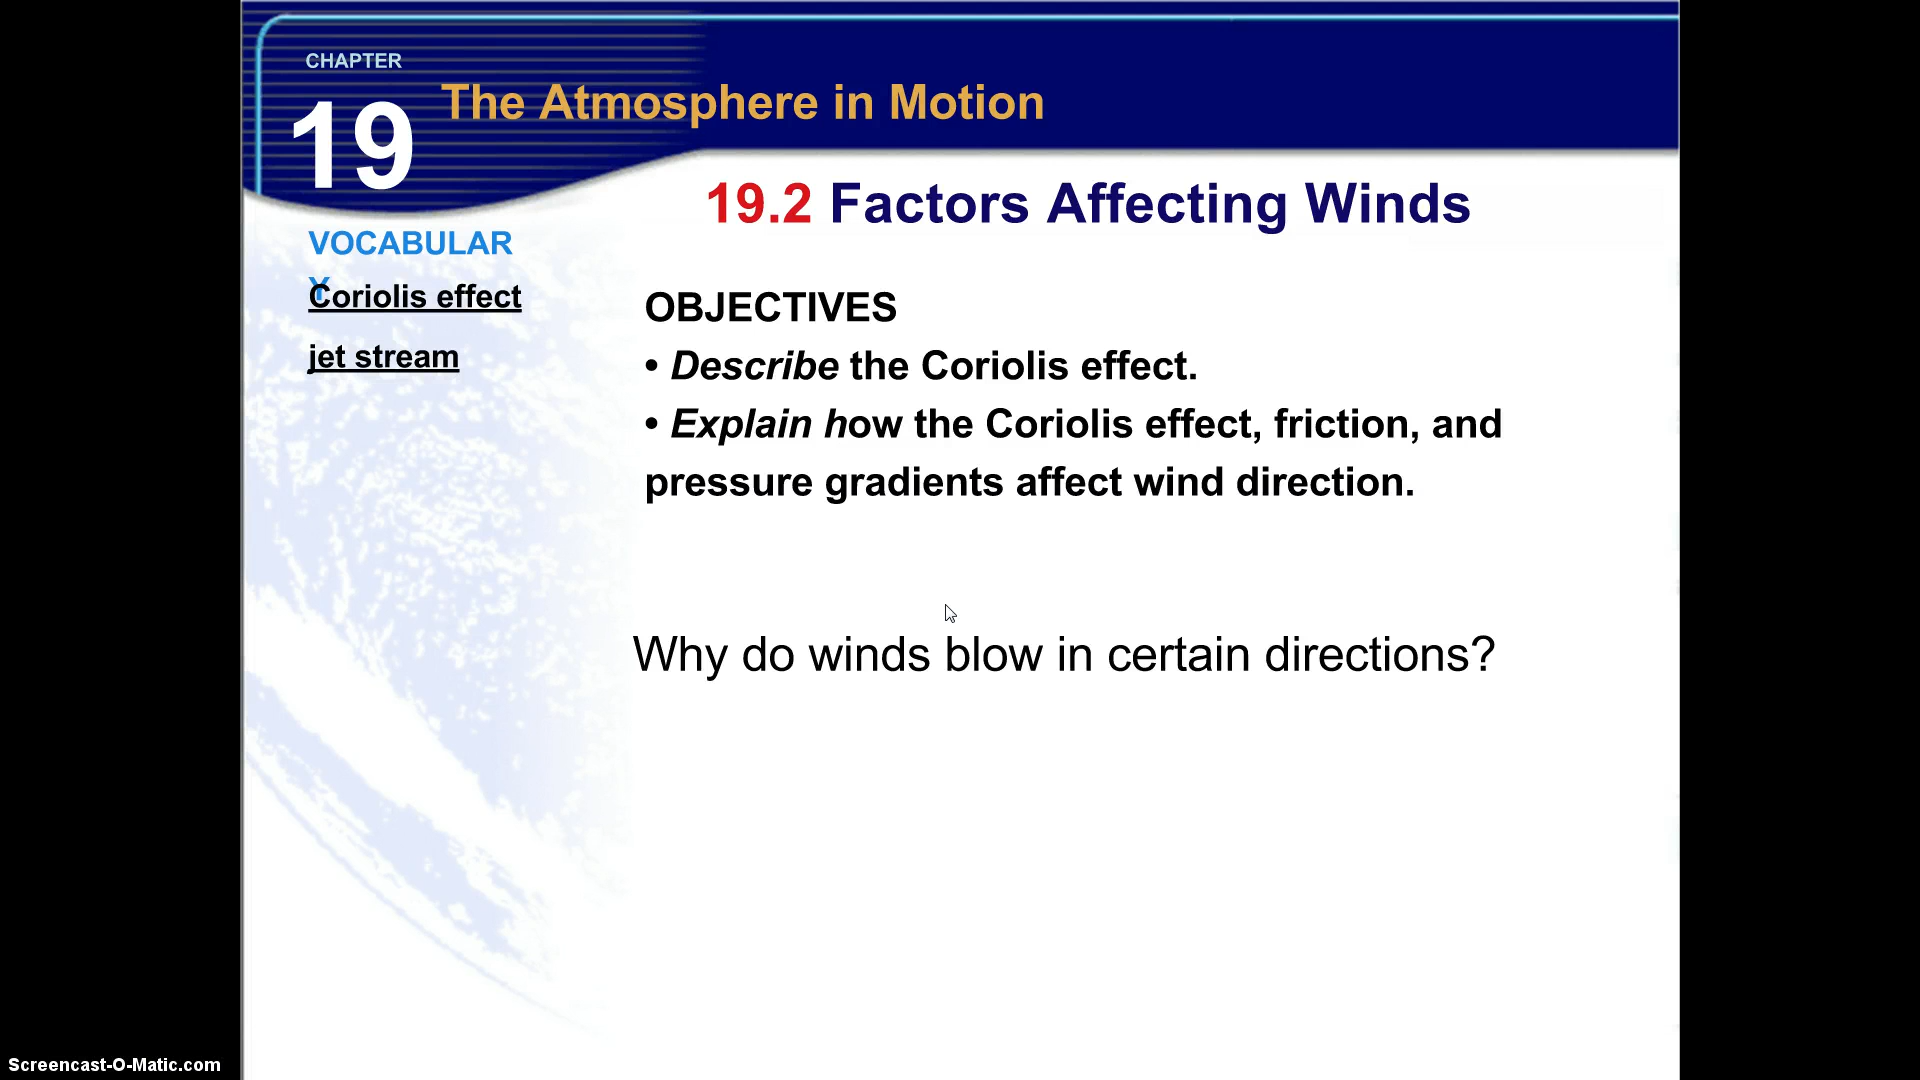 CHAPTER
19
The Atmosphere in Motion
19.2 Factors Affecting Winds
VOCABULAR
Y
Coriolis effect
jet stream
OBJECTIVES
• Describe the Coriolis effect.
• Explain how the Coriolis effect, friction, and
pressure gradients affect wind direction.
Why do winds blow in certain directions?
Screencast-O-Matic.com